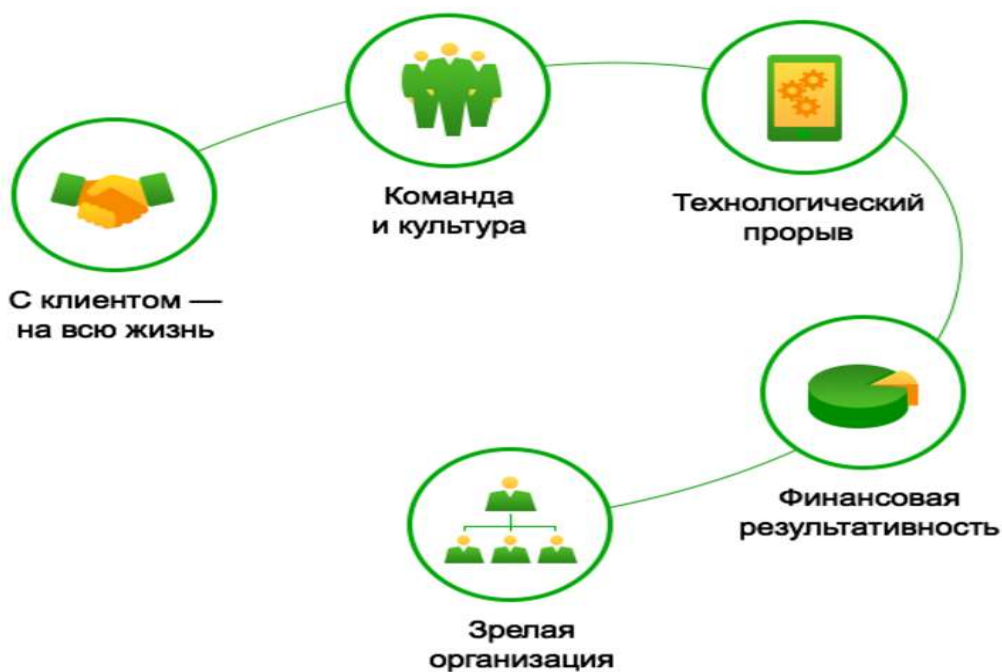 С клиентом —
на всю жизнь
Команда
и культура
Технологический
прорыв
Финансовая
результативность
Зрелая
организация